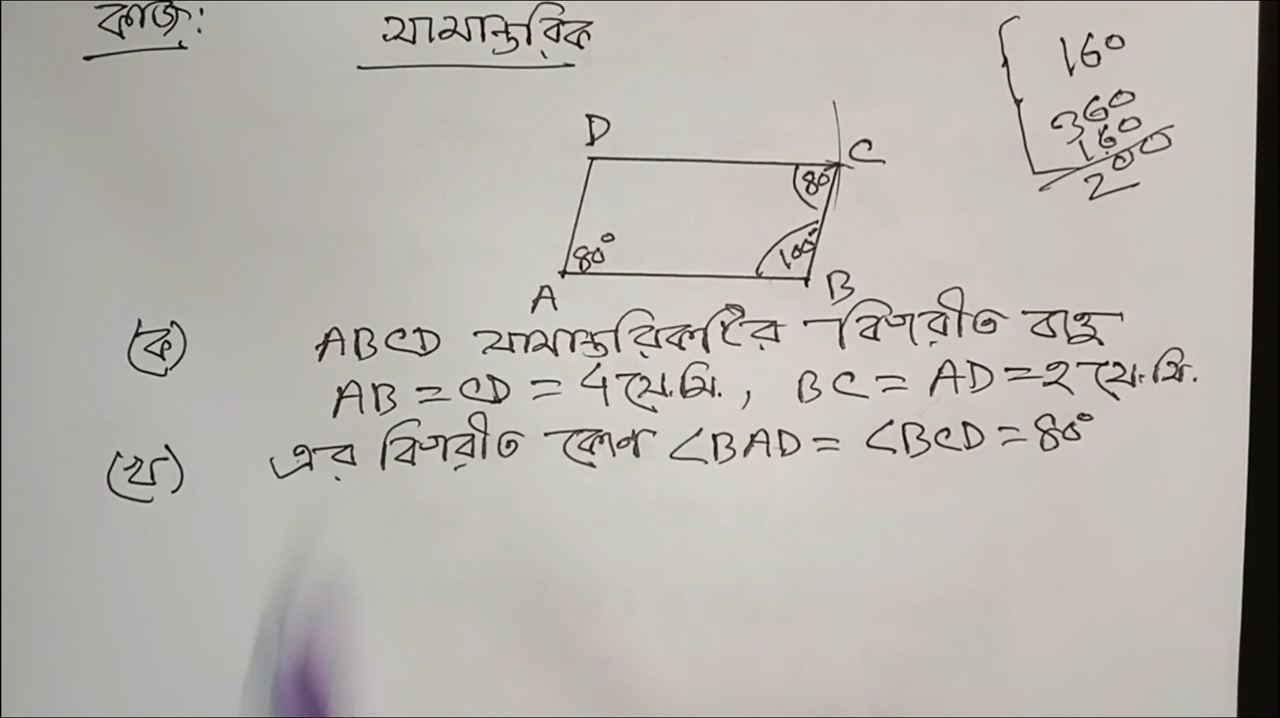 কাজ:
সামান্তরিক
160
360
160
200
D
C
80
80°
100°
A
B
(ক) ABCD সামান্তরিকটির বিপরীত বাহু
AB = CD = 4 সে.মি., BC = AD = 2 সে.মি.
(খ) এর বিপরীত কোণ ∠BAD = ∠BCD = 80°